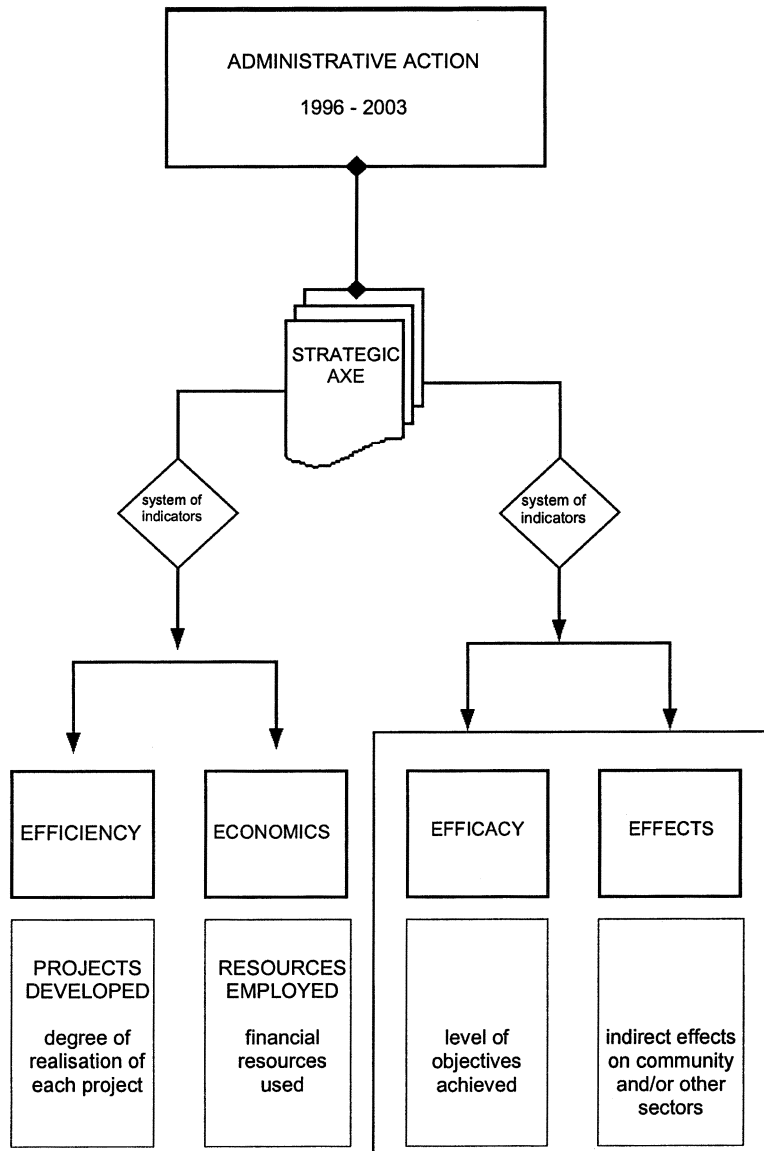 ADMINISTRATIVE ACTION
1996 - 2003
STRATEGIC
AXE
system of
indicators
system of
indicators
EFFICIENCY
ECONOMICS
EFFICACY
EFFECTS
PROJECTS
DEVELOPED
degree of
realisation of
each project
RESOURCES
EMPLOYED
financial
resources
used
level of
objectives
achieved
indirect effects
on community
and/or other
sectors